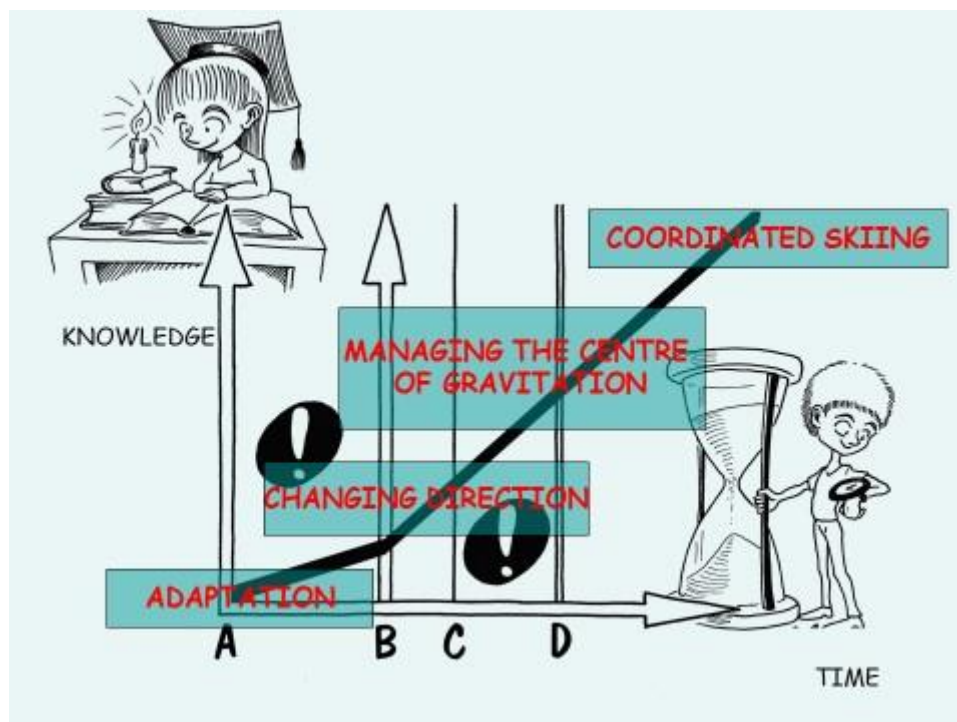 COORDINATED SKIING
KNOWLEDGE
MANAGING THE CENTRE
OF GRAVITATION
!
CHANGING DIRECTION
!
ADAPTATION
A B C D
TIME